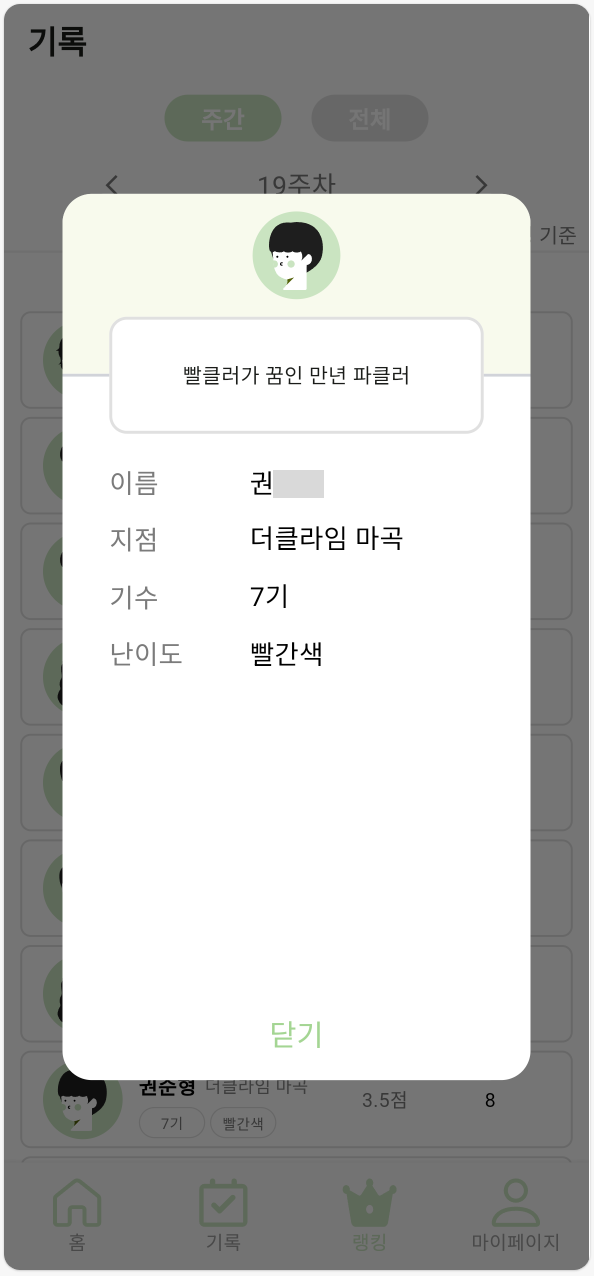 기록
주간 전체
19주차
기준
빨클러가 꿈인 만년 파클러
이름 권
지점 더클라임 마곡
기수 7기
난이도 빨간색
닫기
권순형 더클라임 마곡
3.5점 8
7기 빨간색
홈 기록 랭킹 마이페이지